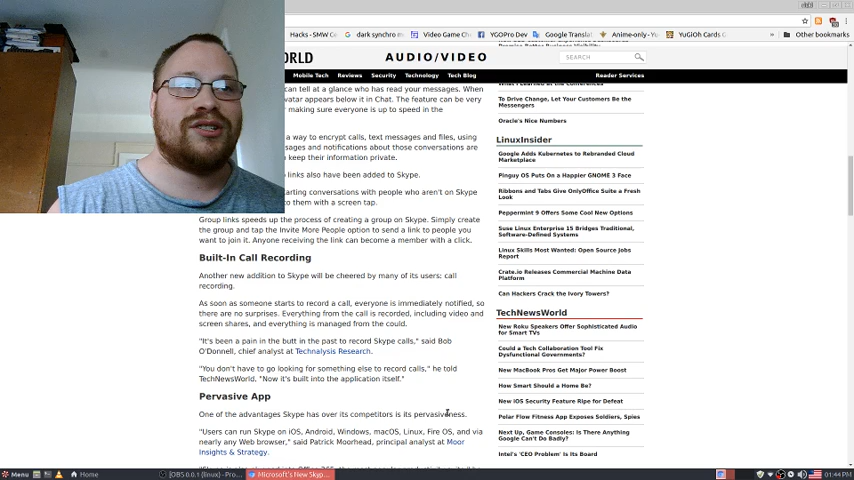 Hacks - SMW Ce
dark synchro m
Video Game Che
YGOPro Dev
Google Translat
Anime-only - Yu
YuGiOh Cards G
»
Other bookmarks
ORLD
AUDIO/VIDEO
SEARCH
Mobile Tech
Reviews
Security
Technology
Tech Blog
Reader Services
can tell at a glance who has read your messages. When
vatar appears below it in Chat. The feature can be very
making sure everyone is up to speed in the
a way to encrypt calls, text messages and files, using
sages and notifications about those conversations are
keep their information private.
links also have been added to Skype.
tarting conversations with people who aren't on Skype
to them with a screen tap.
Group links speeds up the process of creating a group on Skype. Simply create
the group and tap the Invite More People option to send a link to people you
want to join it. Anyone receiving the link can become a member with a click.
Built-In Call Recording
Another new addition to Skype will be cheered by many of its users: call
recording.
As soon as someone starts to record a call, everyone is immediately notified, so
there are no surprises. Everything from the call is recorded, including video and
screen shares, and everything is managed from the could.
"It's been a pain in the butt in the past to record Skype calls," said Bob
O'Donnell, chief analyst at Technalysis Research.
"You don't have to go looking for something else to record calls," he told
TechNewsWorld, "Now it's built into the application itself."
Pervasive App
One of the advantages Skype has over its competitors is its pervasiveness.
"Users can run Skype on iOS, Android, Windows, macOS, Linux, Fire OS, and via
nearly any Web browser," said Patrick Moorhead, principal analyst at Moor
Insights & Strategy.
What I Learned at the Conferences
To Drive Change, Let Your Customers Be the
Messengers
Oracle's Nice Numbers
LinuxInsider
Google Adds Kubernetes to Rebranded Cloud
Marketplace
Pinguy OS Puts On a Happier GNOME 3 Face
Ribbons and Tabs Give OnlyOffice Suite a Fresh
Look
Peppermint 9 Offers Some Cool New Options
Suse Linux Enterprise 15 Bridges Traditional,
Software-Defined Systems
Linux Skills Most Wanted: Open Source Jobs
Report
Crate.io Releases Commercial Machine Data
Platform
Can Hackers Crack the Ivory Towers?
TechNewsWorld
New Roku Speakers Offer Sophisticated Audio
for Smart TVs
Could a Tech Collaboration Tool Fix
Dysfunctional Governments?
New MacBook Pros Get Major Power Boost
How Smart Should a Home Be?
New iOS Security Feature Ripe for Defeat
Polar Flow Fitness App Exposes Soldiers, Spies
Next Up, Game Consoles: Is There Anything
Google Can't Do Badly?
Intel's 'CEO Problem' Is Its Board
Menu
Home
[OBS 0.0.1 (linux) - Pro...
Microsoft's New Skyp...
01:44 PM